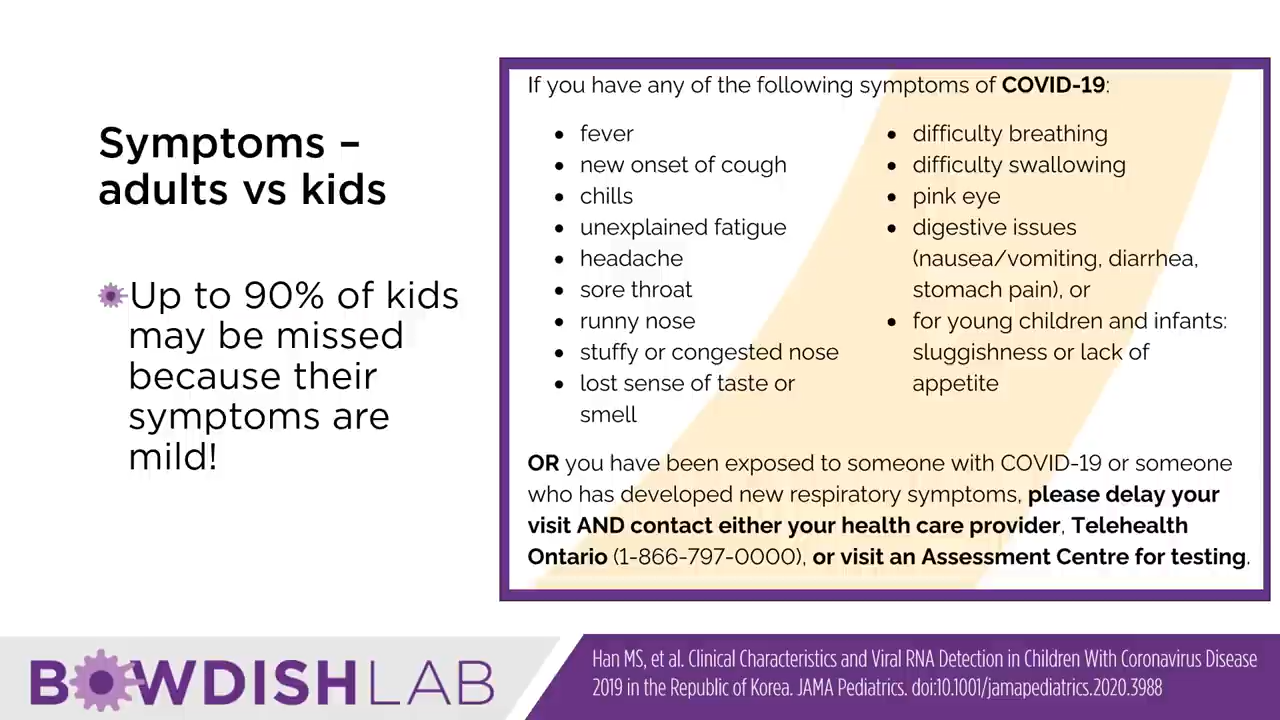 Symptoms –
adults vs kids
Up to 90% of kids
may be missed
because their
symptoms are
mild!
If you have any of the following symptoms of COVID-19:
• fever
• new onset of cough
• chills
• unexplained fatigue
• headache
• sore throat
• runny nose
• stuffy or congested nose
• lost sense of taste or
smell
• difficulty breathing
• difficulty swallowing
• pink eye
• digestive issues
(nausea/vomiting, diarrhea,
stomach pain), or
• for young children and infants:
sluggishness or lack of
appetite
OR you have been exposed to someone with COVID-19 or someone
who has developed new respiratory symptoms, please delay your
visit AND contact either your health care provider, Telehealth
Ontario (1-866-797-0000), or visit an Assessment Centre for testing.
BOWDISHLAB
Han MS, et al. Clinical Characteristics and Viral RNA Detection in Children With Coronavirus Disease
2019 in the Republic of Korea. JAMA Pediatrics. doi:10.1001/jamapediatrics.2020.3988